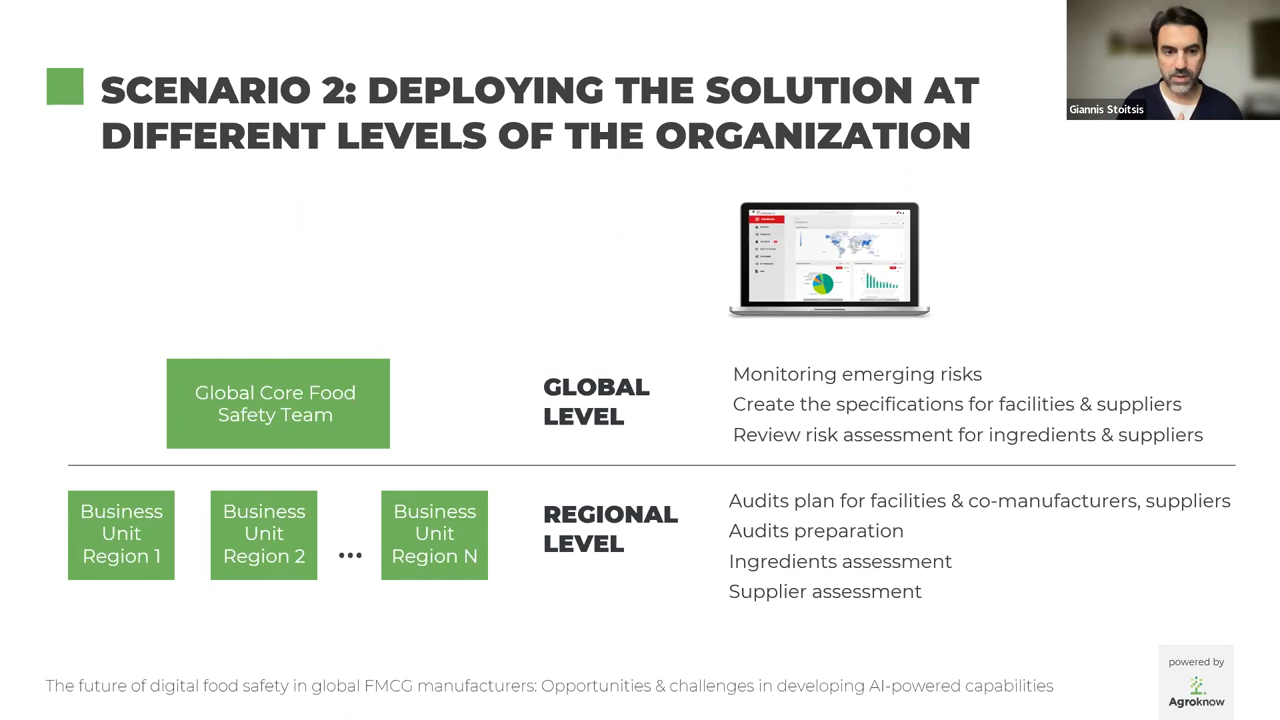 SCENARIO 2: DEPLOYING THE SOLUTION AT
DIFFERENT LEVELS OF THE ORGANIZATION
Giannis Stoitsis
Global Core Food
Safety Team
GLOBAL
LEVEL
Monitoring emerging risks
Create the specifications for facilities & suppliers
Review risk assessment for ingredients & suppliers
Business
Unit
Region 1
Business
Unit
Region 2
...
Business
Unit
Region N
REGIONAL
LEVEL
Audits plan for facilities & co-manufacturers, suppliers
Audits preparation
Ingredients assessment
Supplier assessment
The future of digital food safety in global FMCG manufacturers: Opportunities & challenges in developing AI-powered capabilities
powered by
Agroknow